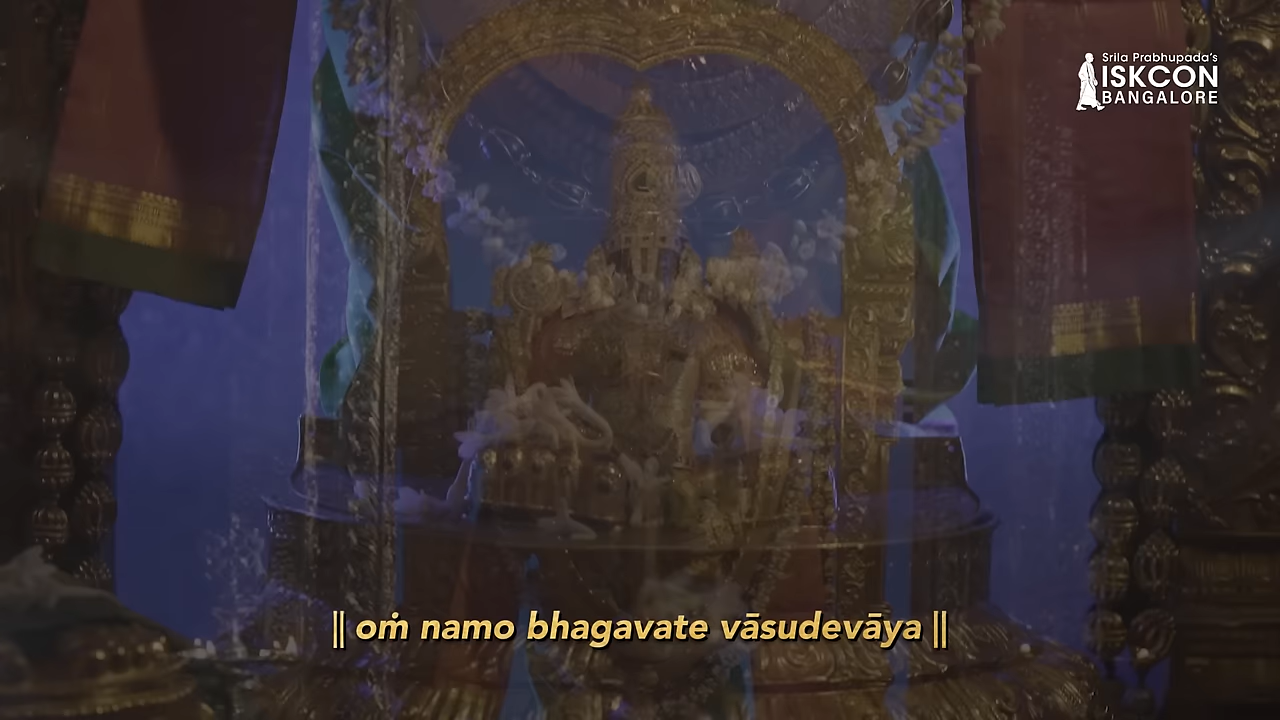 Srila Prabhupada's
ISKCON
BANGALORE
|| oṁ namo bhagavate vāsudevāya ||